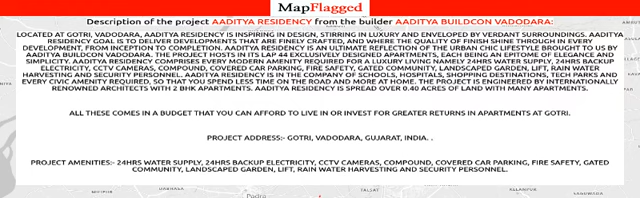 MapFlagged
Description of the project AADITYA RESIDENCY from the builder AADITYA BUILDCON VADODARA:
LOCATED AT GOTRI, VADODARA, AADITYA RESIDENCY IS INSPIRING IN DESIGN, STIRRING IN LUXURY AND ENVELOPED BY VERDANT SURROUNDINGS. AADITYA
RESIDENCY GOAL IS TO DELIVER DEVELOPMENTS THAT ARE FINELY CRAFTED, AND WHERE THE QUALITY OF FINISH SHINE THROUGH IN EVERY
DEVELOPMENT, FROM INCEPTION TO COMPLETION. AADITYA RESIDENCY IS AN ULTIMATE REFLECTION OF THE URBAN CHIC LIFESTYLE BROUGHT TO US BY
AADITYA BUILDCON VADODARA. THE PROJECT HOSTS IN ITS LAP 44 EXCLUSIVELY DESIGNED APARTMENTS, EACH BEING AN EPITOME OF ELEGANCE AND
SIMPLICITY. AADITYA RESIDENCY COMPRISES EVERY MODERN AMENITY REQUIRED FOR A LUXURY LIVING NAMELY 24HRS WATER SUPPLY, 24HRS BACKUP
ELECTRICITY, CCTV CAMERAS, COMPOUND, COVERED CAR PARKING, FIRE SAFETY, GATED COMMUNITY, LANDSCAPED GARDEN, LIFT, RAIN WATER
HARVESTING AND SECURITY PERSONNEL.. AADITYA RESIDENCY IS IN THE COMPANY OF SCHOOLS, HOSPITALS, SHOPPING DESTINATIONS, TECH PARKS AND
EVERY CIVIC AMENITY REQUIRED, SO THAT YOU SPEND LESS TIME ON THE ROAD AND MORE AT HOME. THE PROJECT IS ENGINEERED BY INTERNATIONALLY
RENOWNED ARCHITECTS WITH 2 BHK APARTMENTS. AADITYA RESIDENCY IS SPREAD OVER 0.40 ACRES OF LAND WITH MANY APARTMENTS.
ALL THESE COMES IN A BUDGET THAT YOU CAN AFFORD TO LIVE IN OR INVEST FOR GREATER RETURNS IN APARTMENTS AT GOTRI.
PROJECT ADDRESS:- GOTRI, VADODARA, GUJARAT, INDIA. .
PROJECT AMENITIES:- 24HRS WATER SUPPLY, 24HRS BACKUP ELECTRICITY, CCTV CAMERAS, COMPOUND, COVERED CAR PARKING, FIRE SAFETY, GATED
COMMUNITY, LANDSCAPED GARDEN, LIFT, RAIN WATER HARVESTING AND SECURITY PERSONNEL.
Padra